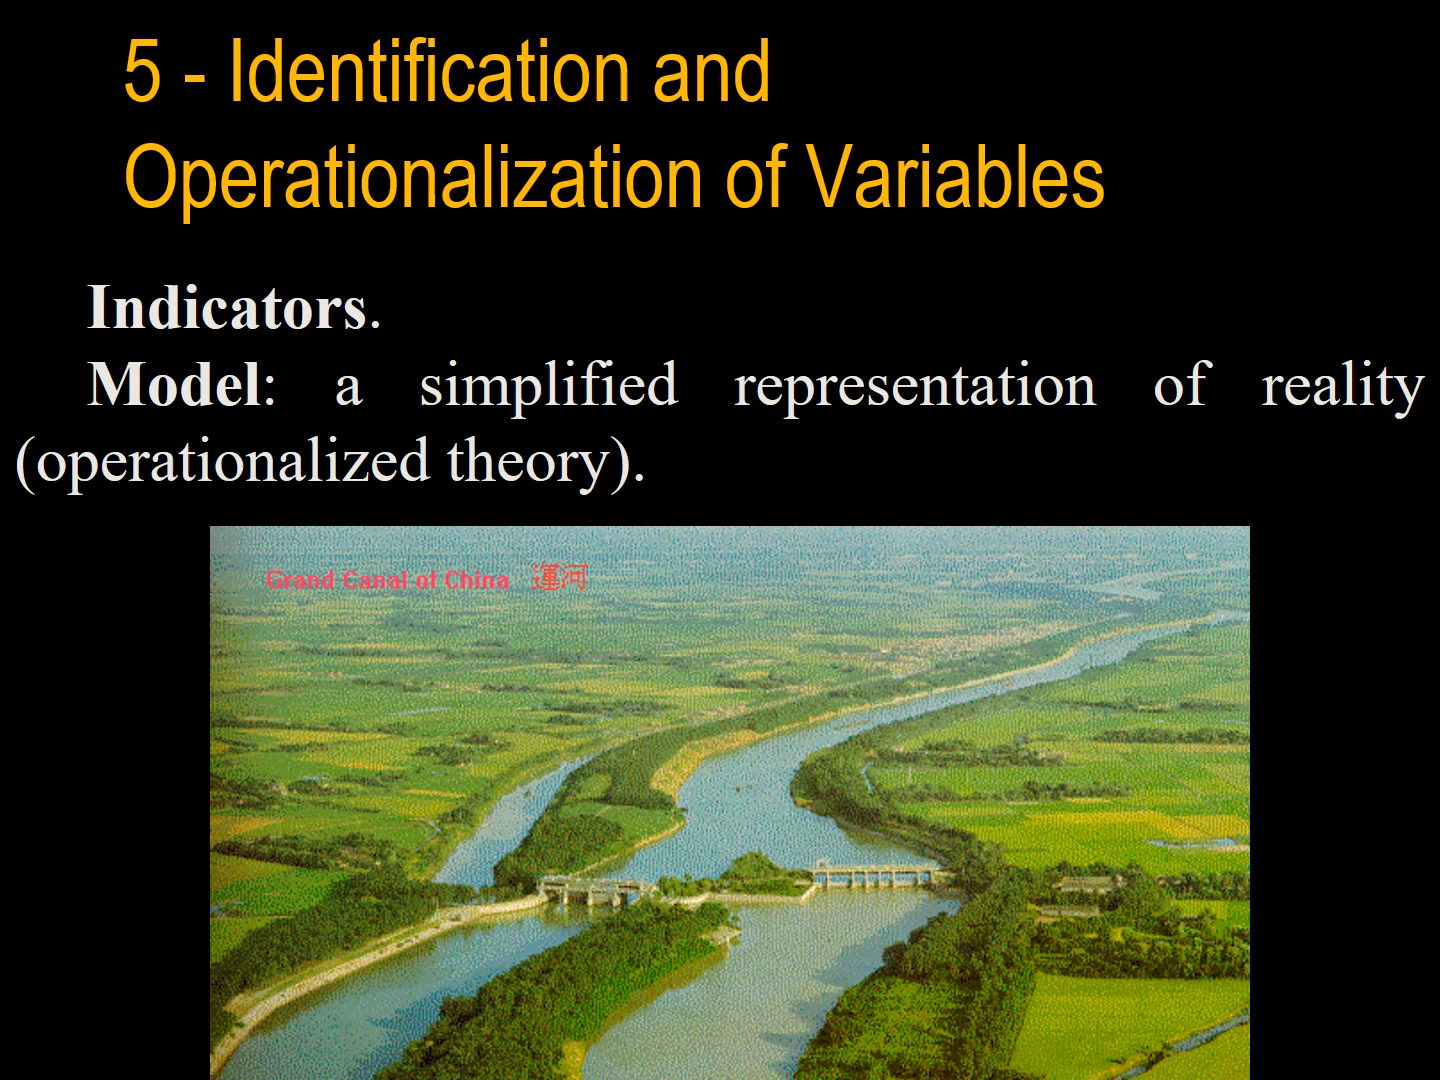 5 - Identification and
Operationalization of Variables
Indicators.
Model: a simplified representation of reality
(operationalized theory).
Grand Canal of China 運河